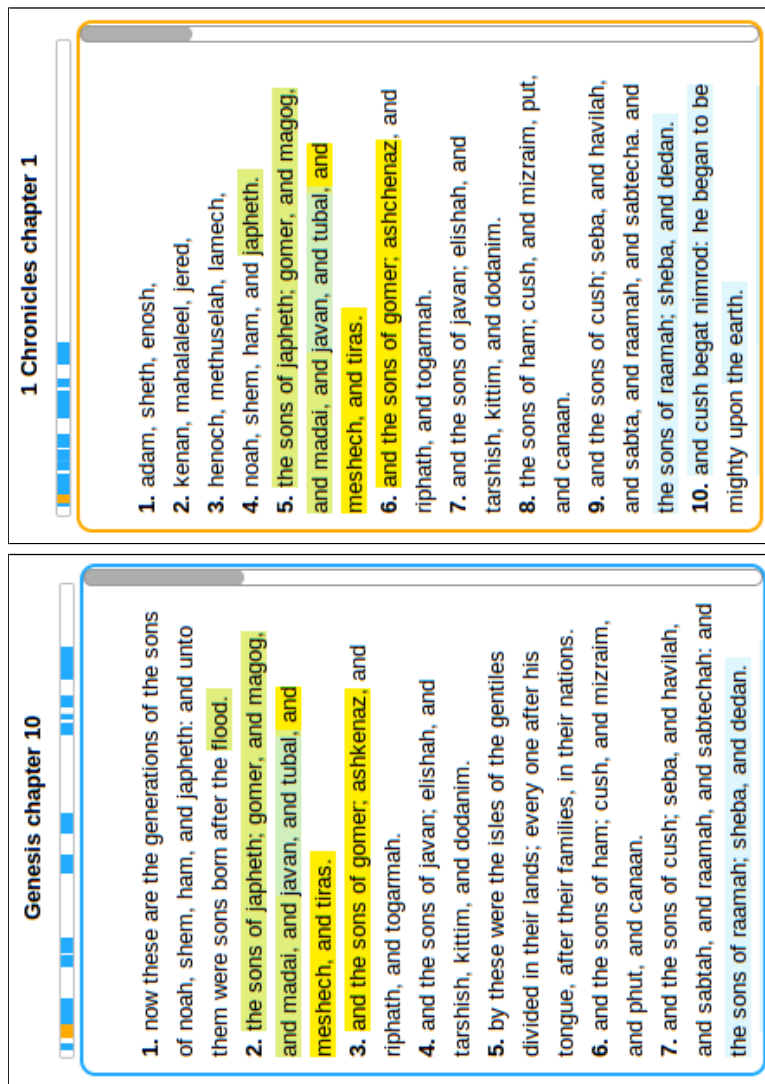 Genesis chapter 10
1. now these are the generations of the sons
of noah, shem, ham, and japheth: and unto
them were sons born after the flood.
2. the sons of japheth; gomer, and magog,
and madai, and javan, and tubal, and
meshech, and tiras.
3. and the sons of gomer; ashkenaz, and
riphath, and togarmah.
4. and the sons of javan; elishah, and
tarshish, kittim, and dodanim.
5. by these were the isles of the gentiles
divided in their lands; every one after his
tongue, after their families, in their nations.
6. and the sons of ham; cush, and mizraim,
and phut, and canaan.
7. and the sons of cush; seba, and havilah,
and sabtah, and raamah, and sabtechah: and
the sons of raamah; sheba, and dedan.
1 Chronicles chapter 1
1. adam, sheth, enosh,
2. kenan, mahalaleel, jered,
3. henoch, methuselah, lamech,
4. noah, shem, ham, and japheth.
5. the sons of japheth; gomer, and magog,
and madai, and javan, and tubal, and
meshech, and tiras.
6. and the sons of gomer; ashchenaz, and
riphath, and togarmah.
7. and the sons of javan; elishah, and
tarshish, kittim, and dodanim.
8. the sons of ham; cush, and mizraim, put,
and canaan.
9. and the sons of cush; seba, and havilah,
and sabta, and raamah, and sabtecha. and
the sons of raamah; sheba, and dedan.
10. and cush begat nimrod: he began to be
mighty upon the earth.